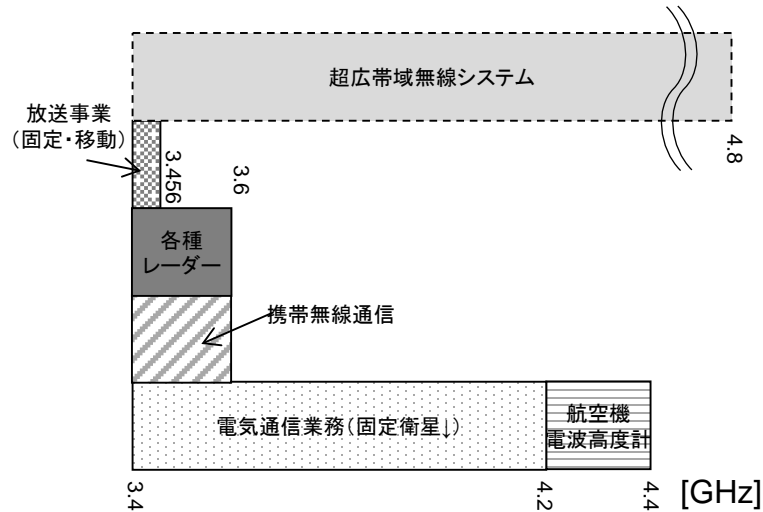 超広帯域無線システム
放送事業
（固定・移動）
3.456
3.6
4.8
各種
レーダー
携帯無線通信
電気通信業務（固定衛星↓）
航空機
電波高度計
3.4
4.2
4.4
[GHz]